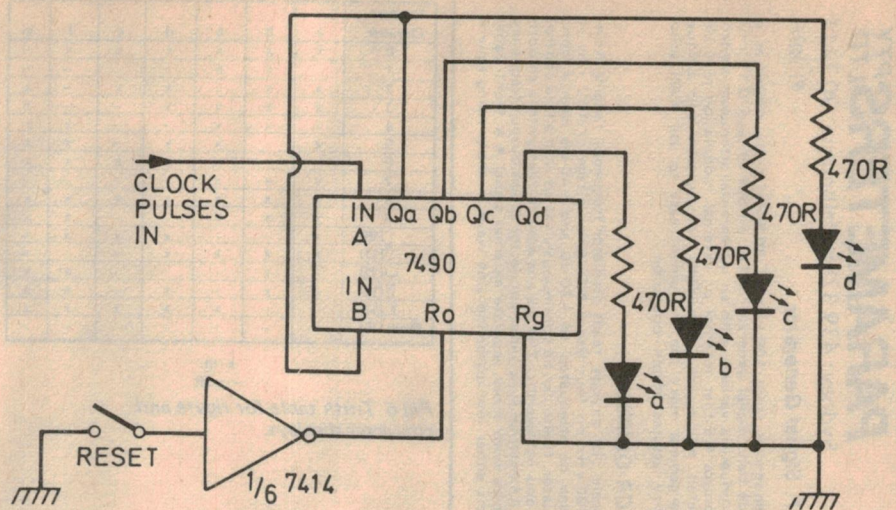 CLOCK
PULSES
IN
IN
A
Qa Qb Qc Qd
7490
IN
B
Ro
Rg
470R
470R
470R
470R
a
b
c
d
RESET
1/6 7414